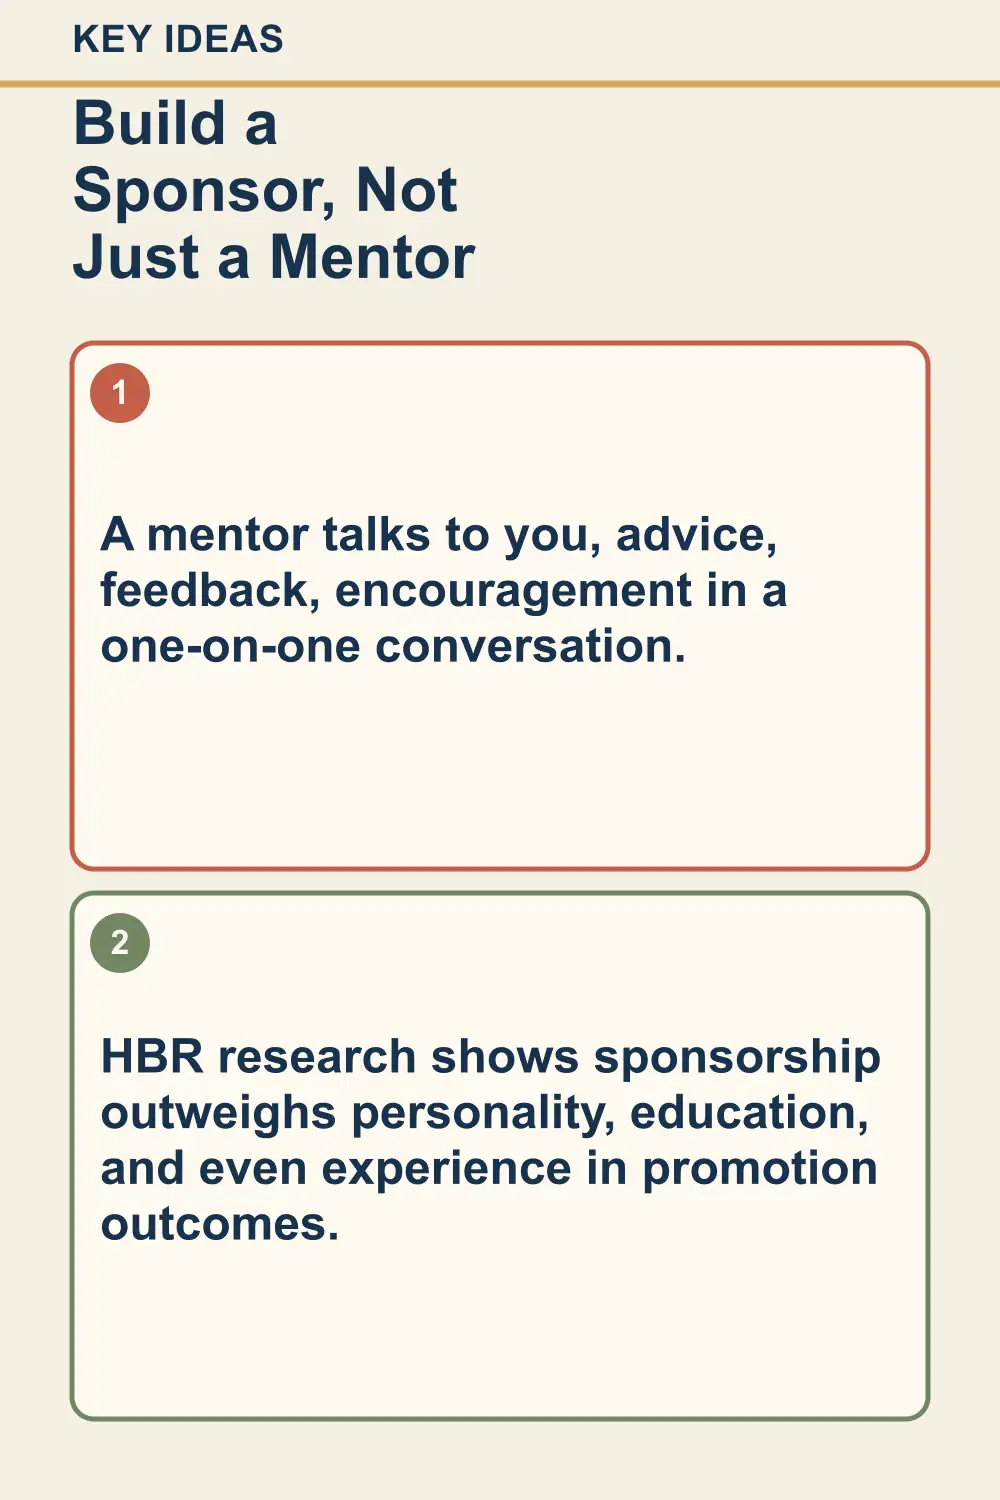 KEY IDEAS
Build a
Sponsor, Not
Just a Mentor
1
A mentor talks to you, advice,
feedback, encouragement in a
one-on-one conversation.
2
HBR research shows sponsorship
outweighs personality, education,
and even experience in promotion
outcomes.